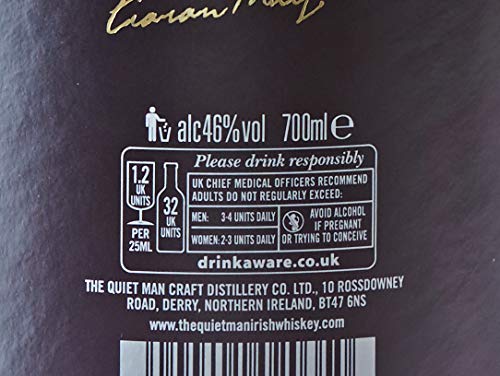 Ciaran Mulg
alc46%vol 700ml e
Please drink responsibly
1.2
UK
UNITS
PER
25ML
32
UK
UNITS
UK CHIEF MEDICAL OFFICERS RECOMMEND
ADULTS DO NOT REGULARLY EXCEED:
MEN: 3-4 UNITS DAILY
WOMEN: 2-3 UNITS DAILY
AVOID ALCOHOL
IF PREGNANT
OR TRYING TO CONCEIVE
drinkaware.co.uk
THE QUIET MAN CRAFT DISTILLERY CO. LTD., 10 ROSSDOWNEY
ROAD, DERRY, NORTHERN IRELAND, BT47 6NS
www.thequietmanirishwhiskey.com